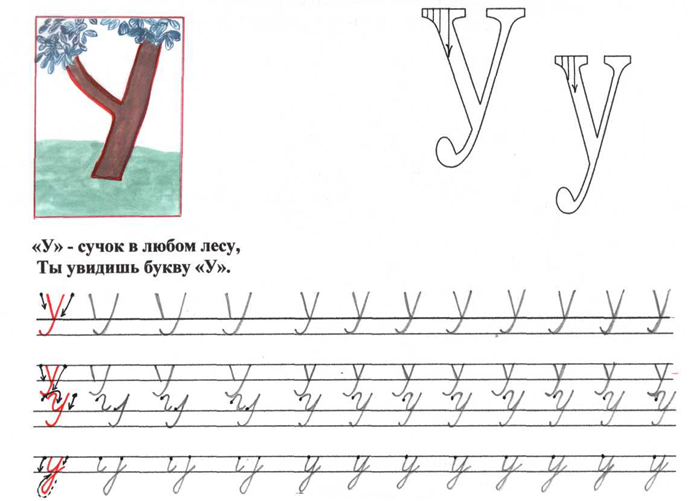 У у
«У» - сучок в любом лесу,
Ты увидишь букву «У».
У У У У У У У У У У У У
у у у у у у у у у у у у
У У У У У У У У У У У У
у у у у у у у у у у у у